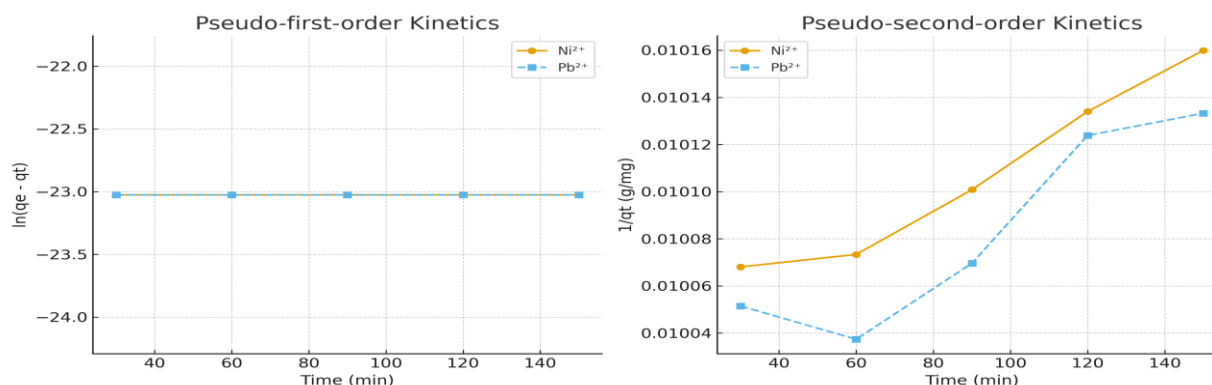 Pseudo-first-order Kinetics
ln(qe - qt)
−22.0
−22.5
−23.0
−23.5
−24.0
Ni²⁺
Pb²⁺
40 60 80 100 120 140
Time (min)
Pseudo-second-order Kinetics
1/qt (g/mg)
0.01016
0.01014
0.01012
0.01010
0.01008
0.01006
0.01004
Ni²⁺
Pb²⁺
40 60 80 100 120 140
Time (min)